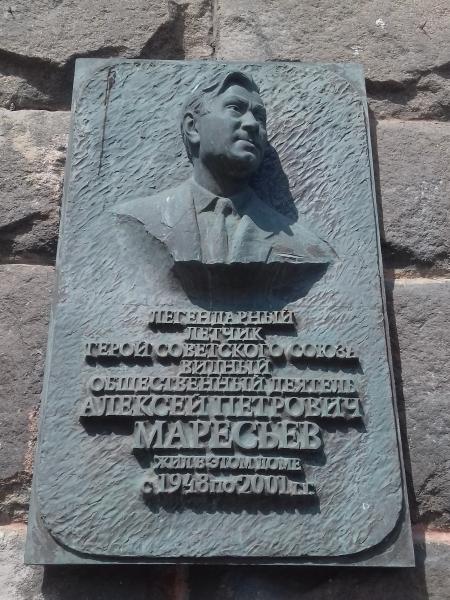 ЛЕГЕНДАРНЫЙ
ЛЕТЧИК
ГЕРОЙ СОВЕТСКОГО СОЮЗА
ВИДНЫЙ
ОБЩЕСТВЕННЫЙ ДЕЯТЕЛЬ
АЛЕКСЕЙ ПЕТРОВИЧ
МАРЕСЬЕВ
ЖИЛ В ЭТОМ ДОМЕ
с 1948 по 2001 г.г.